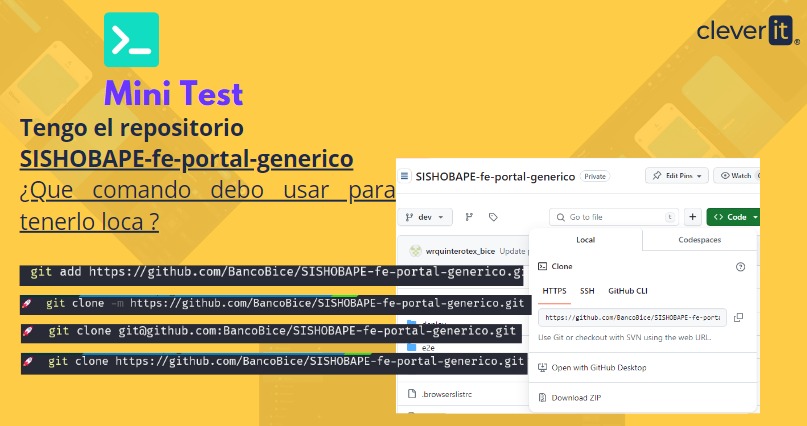 cleverit®
Mini Test
Tengo el repositorio
SISHOBAPE-fe-portal-generico
¿Que comando debo usar para
tenerlo loca ?
git add https://github.com/BancoBice/SISHOBAPE-fe-portal-generico.gi
git clone -m https://github.com/BancoBice/SISHOBAPE-fe-portal-generico.git
git clone git@github.com:BancoBice/SISHOBAPE-fe-portal-generico.git
git clone https://github.com/BancoBice/SISHOBAPE-fe-portal-generico.git
SISHOBAPE-fe-portal-generico Private Edit Pins Watch
dev Go to file t + <> Code
wrquinterotex_bice Update
Local Codespaces
Clone
HTTPS SSH GitHub CLI
https://github.com/BancoBice/SISHOBAPE-fe-porta
Use Git or checkout with SVN using the web URL.
e2e
Open with GitHub Desktop
.browserslistrc
Download ZIP